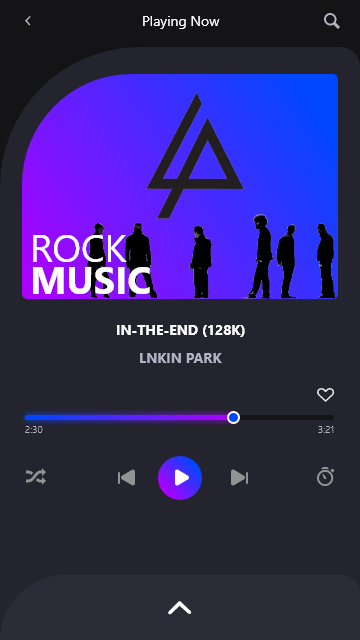 Playing Now
ROCK
MUSIC
IN-THE-END (128K)
LNKIN PARK
2:30
3:21